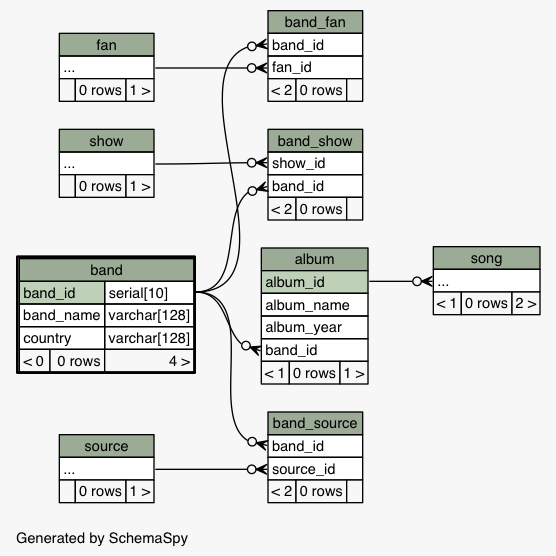 band_fan
band_id
fan_id
< 2 0 rows
fan
...
0 rows 1 >
show
...
0 rows 1 >
band_show
show_id
band_id
< 2 0 rows
band
band_id serial[10]
band_name varchar[128]
country varchar[128]
< 0 0 rows 4 >
album
album_id
album_name
album_year
band_id
< 1 0 rows 1 >
song
...
< 1 0 rows 2 >
band_source
band_id
source_id
< 2 0 rows
source
...
0 rows 1 >
Generated by SchemaSpy